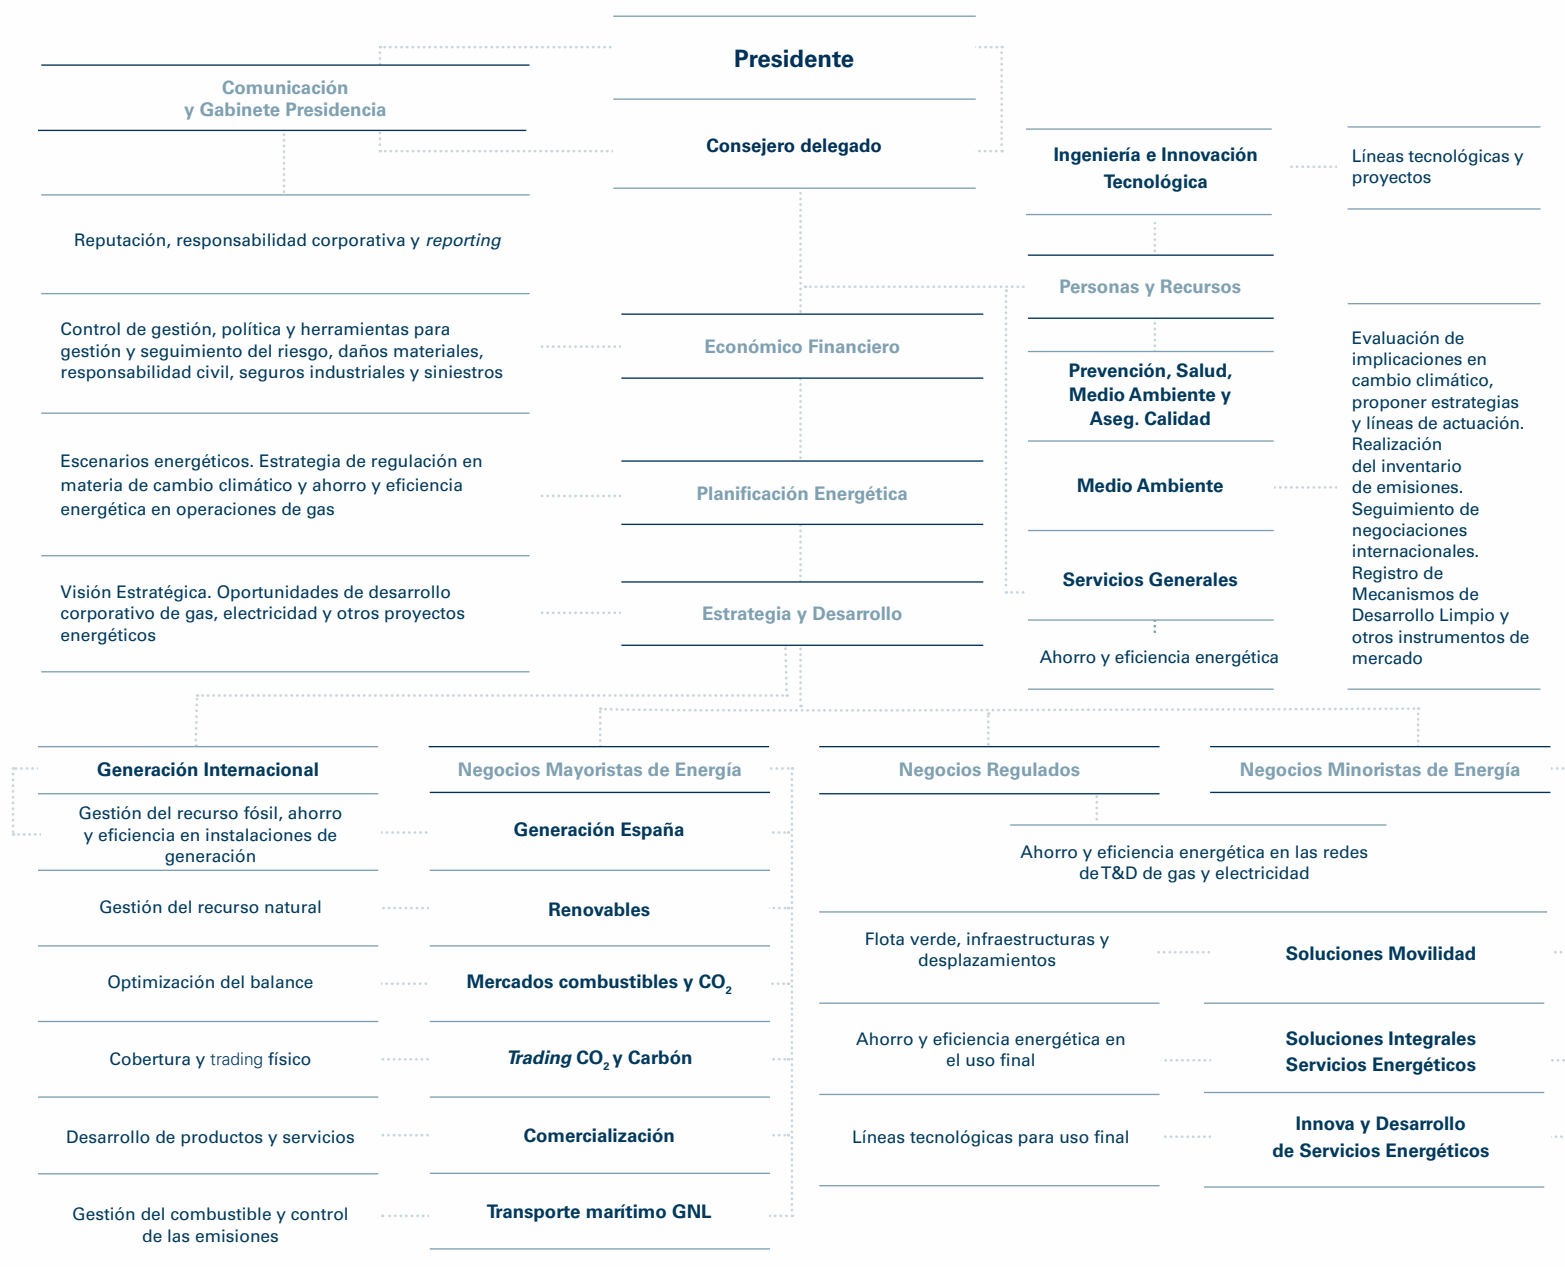 Presidente
Comunicación
y Gabinete Presidencia
Consejero delegado
Ingeniería e Innovación
Tecnológica
Líneas tecnológicas y
proyectos
Reputación, responsabilidad corporativa y reporting
Personas y Recursos
Control de gestión, política y herramientas para
gestión y seguimiento del riesgo, daños materiales,
responsabilidad civil, seguros industriales y siniestros
Económico Financiero
Prevención, Salud,
Medio Ambiente y
Aseg. Calidad
Evaluación de
implicaciones en
cambio climático,
proponer estrategias
y líneas de actuación.
Realización
del inventario
de emisiones.
Seguimiento de
negociaciones
internacionales.
Registro de
Mecanismos de
Desarrollo Limpio y
otros instrumentos de
mercado
Escenarios energéticos. Estrategia de regulación en
materia de cambio climático y ahorro y eficiencia
energética en operaciones de gas
Planificación Energética
Medio Ambiente
Visión Estratégica. Oportunidades de desarrollo
corporativo de gas, electricidad y otros proyectos
energéticos
Estrategia y Desarrollo
Servicios Generales
Ahorro y eficiencia energética
Generación Internacional
Negocios Mayoristas de Energía
Negocios Regulados
Negocios Minoristas de Energía
Gestión del recurso fósil, ahorro
y eficiencia en instalaciones de
generación
Generación España
Ahorro y eficiencia energética en las redes
de T&D de gas y electricidad
Gestión del recurso natural
Renovables
Flota verde, infraestructuras y
desplazamientos
Soluciones Movilidad
Optimización del balance
Mercados combustibles y CO₂
Cobertura y trading físico
Trading CO₂ y Carbón
Ahorro y eficiencia energética en
el uso final
Soluciones Integrales
Servicios Energéticos
Desarrollo de productos y servicios
Comercialización
Líneas tecnológicas para uso final
Innova y Desarrollo
de Servicios Energéticos
Gestión del combustible y control
de las emisiones
Transporte marítimo GNL